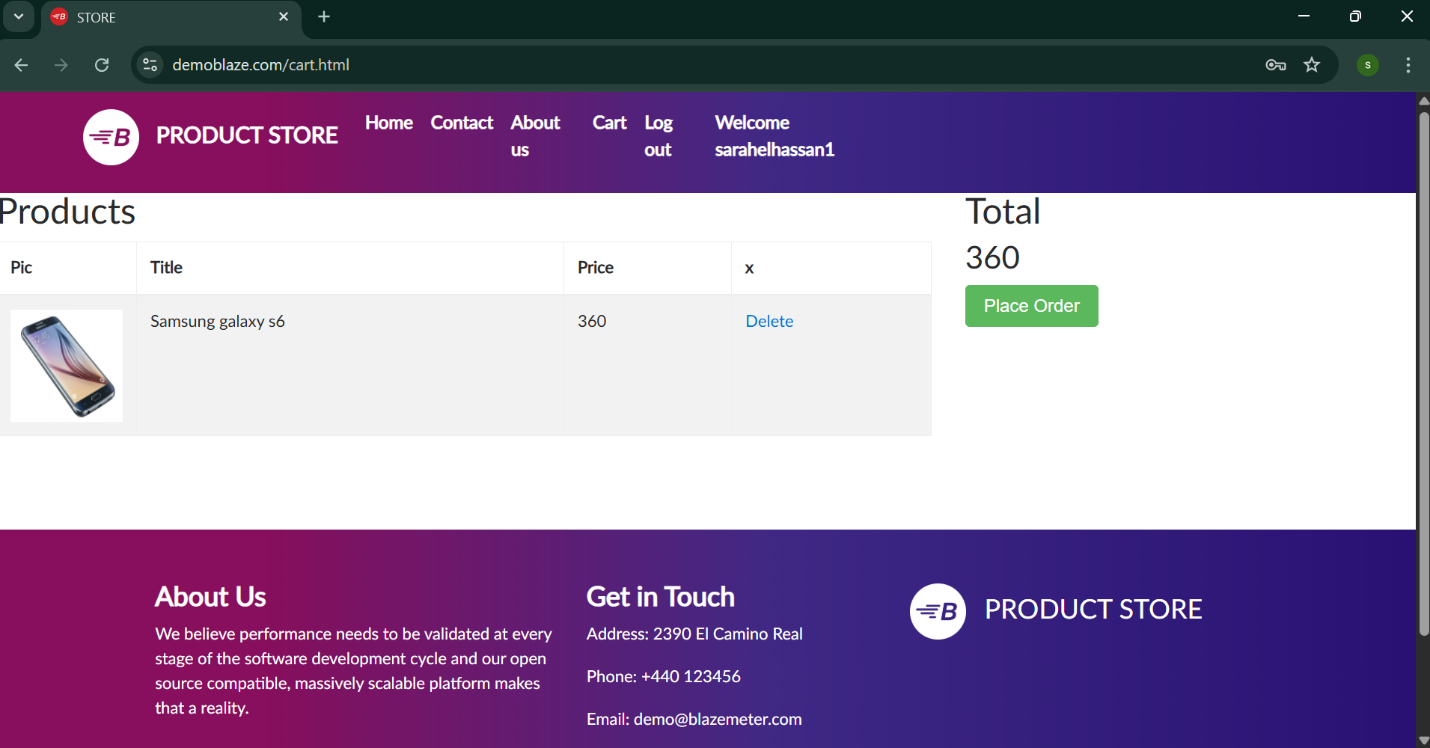 STORE
demoblaze.com/cart.html
S
B PRODUCT STORE
Home Contact About us Cart Log out Welcome sarahelhassan1
Products
Total
360
Place Order
Pic Title Price x
Samsung galaxy s6 360 Delete
About Us
We believe performance needs to be validated at every
stage of the software development cycle and our open
source compatible, massively scalable platform makes
that a reality.
Get in Touch
Address: 2390 El Camino Real
Phone: +440 123456
Email: demo@blazemeter.com
B PRODUCT STORE